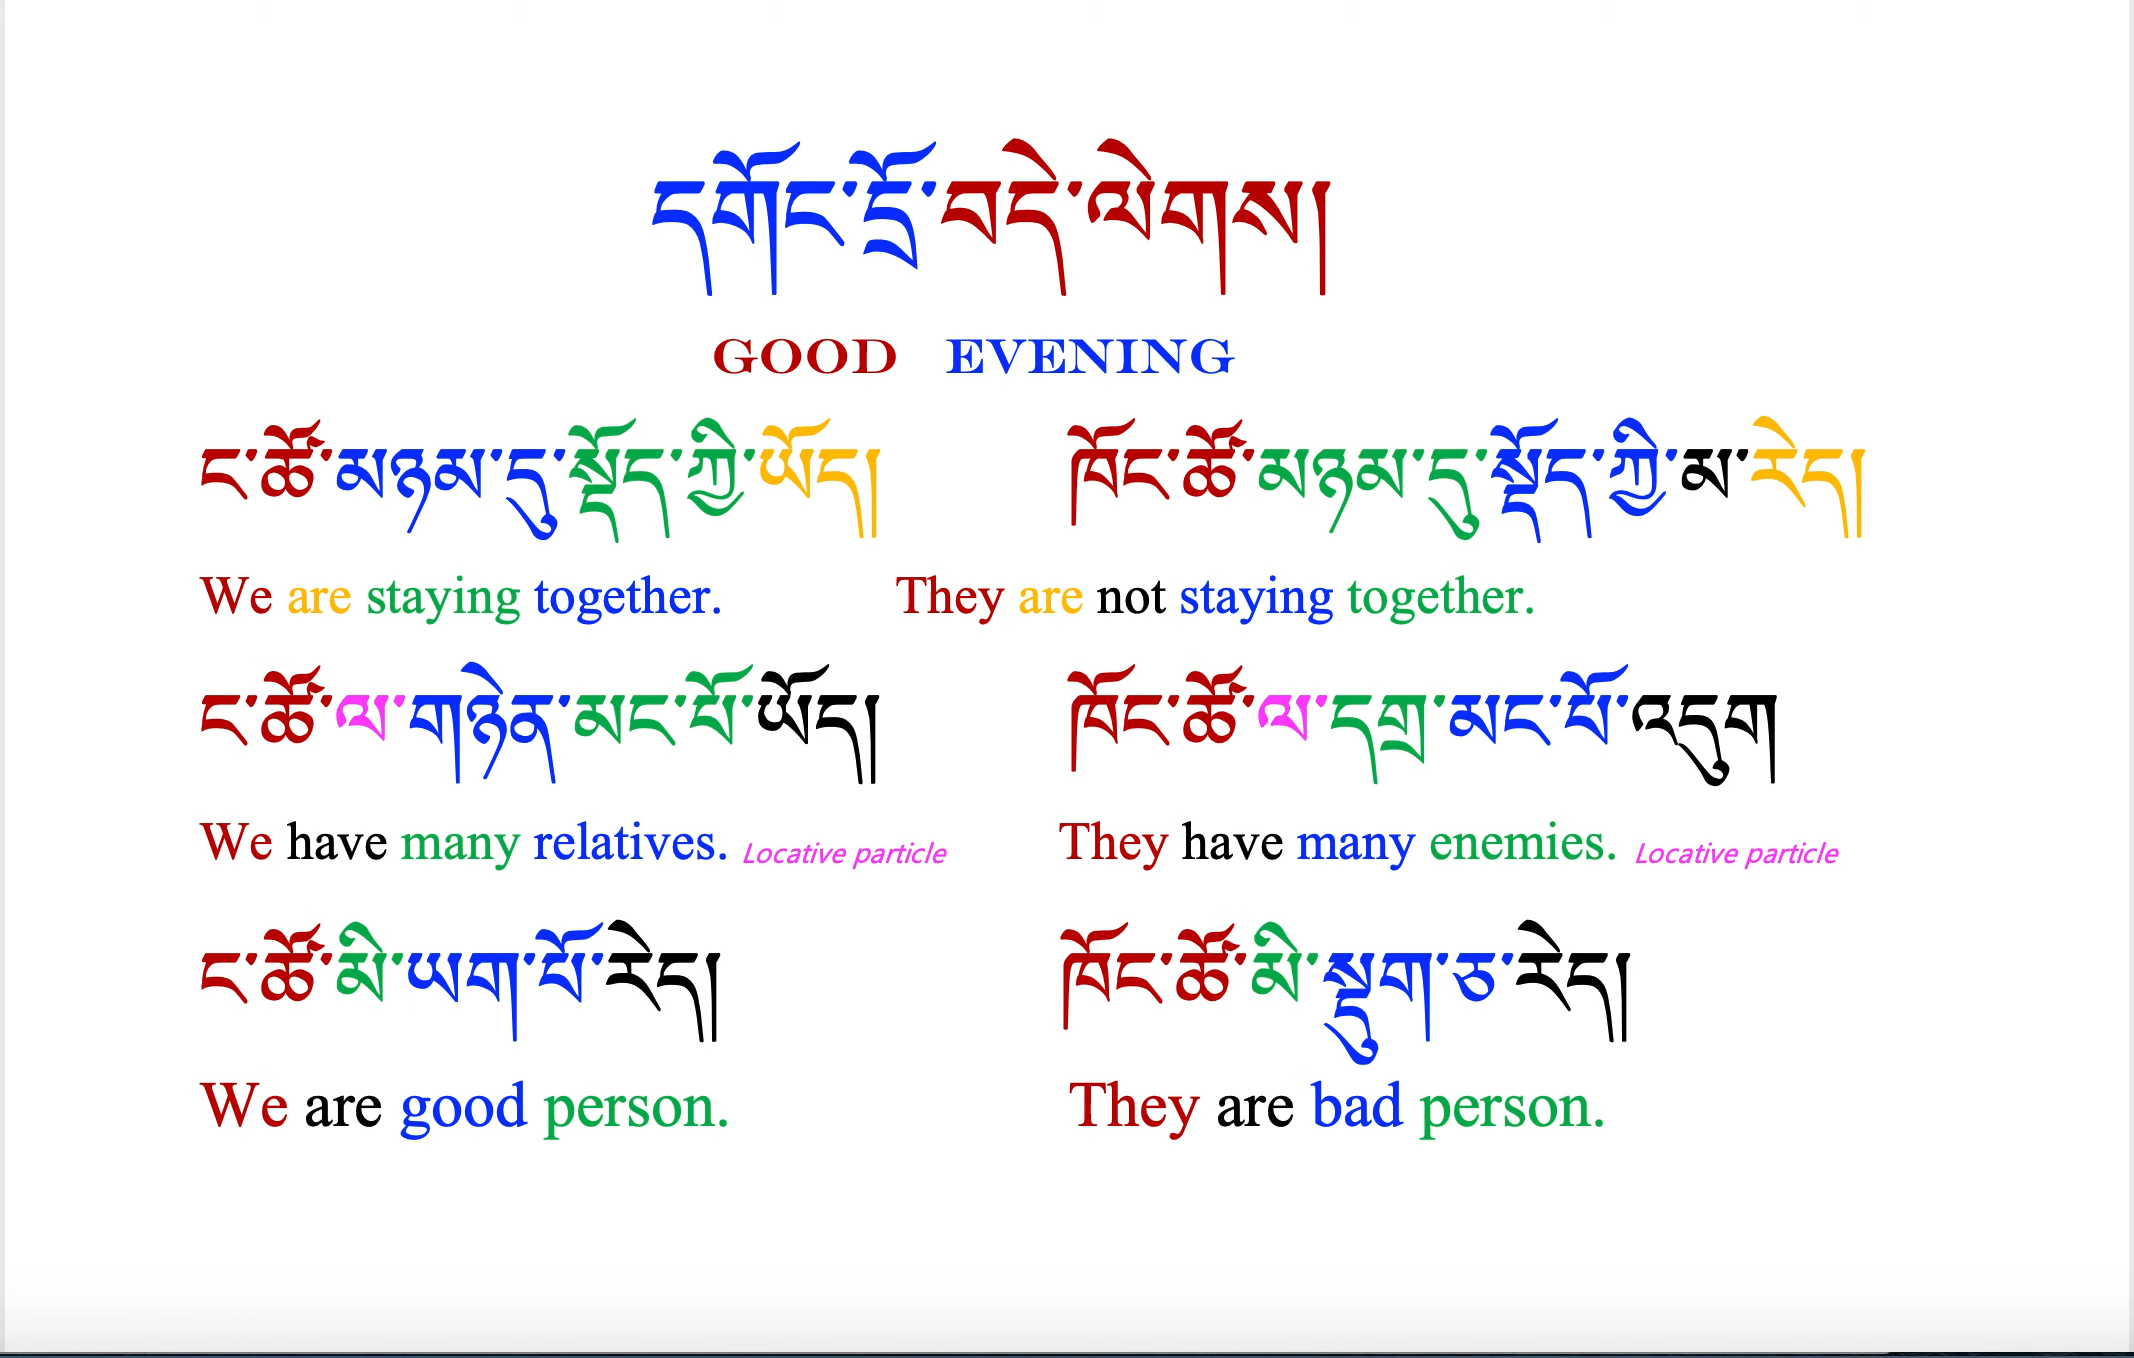 དགོང་དྲོ་བདེ་ལེགས།
GOOD EVENING
ང་ཚོ་མཉམ་དུ་སྡོད་ཀྱི་ཡོད། ཁོང་ཚོ་མཉམ་དུ་སྡོད་ཀྱི་མ་རེད།
We are staying together. They are not staying together.
ང་ཚོ་ལ་གཉེན་མང་པོ་ཡོད། ཁོང་ཚོ་ལ་དགྲ་མང་པོ་འདུག
We have many relatives. Locative particle They have many enemies. Locative particle
ང་ཚོ་མི་ཡག་པོ་རེད། ཁོང་ཚོ་མི་སྡུག་ཅ་རེད།
We are good person. They are bad person.